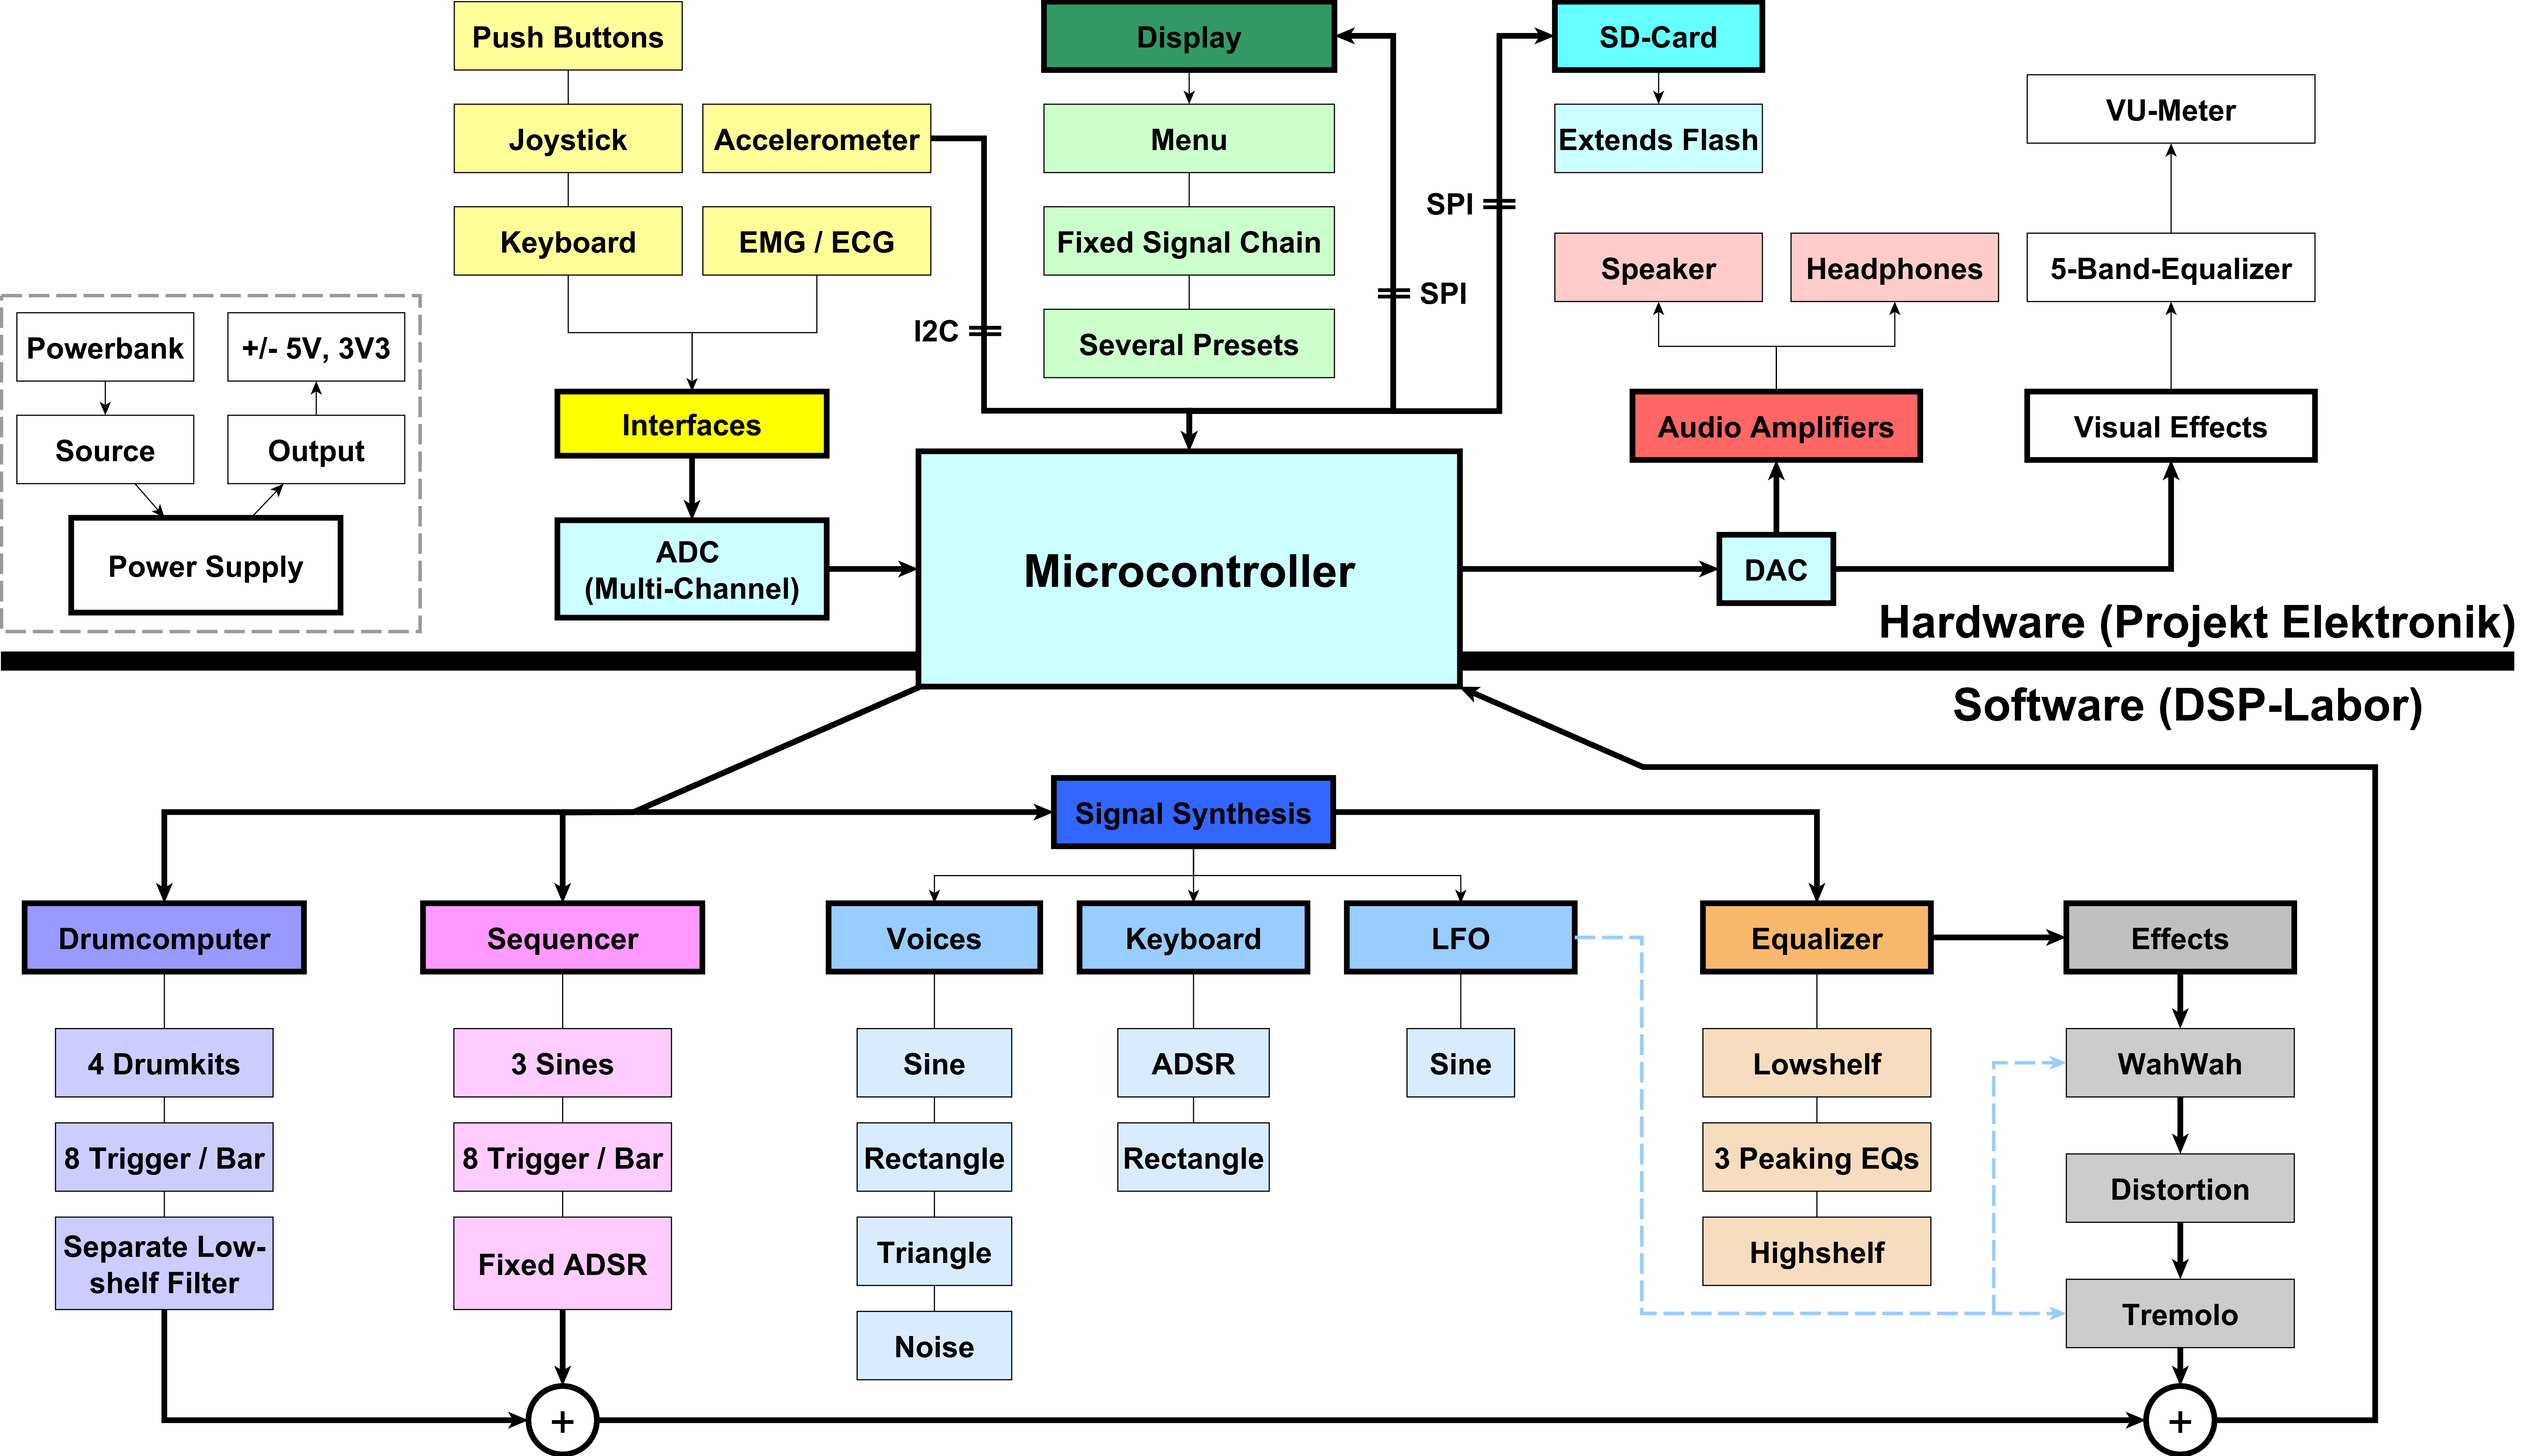 Push Buttons
Display
SD-Card
VU-Meter
Joystick
Accelerometer
Menu
Extends Flash
SPI
Keyboard
EMG / ECG
Fixed Signal Chain
Speaker
Headphones
5-Band-Equalizer
SPI
I2C
Powerbank
+/- 5V, 3V3
Several Presets
Interfaces
Audio Amplifiers
Visual Effects
Source
Output
Power Supply
ADC
(Multi-Channel)
Microcontroller
DAC
Hardware (Projekt Elektronik)
Software (DSP-Labor)
Signal Synthesis
Drumcomputer
Sequencer
Voices
Keyboard
LFO
Equalizer
Effects
4 Drumkits
3 Sines
Sine
ADSR
Sine
Lowshelf
WahWah
8 Trigger / Bar
8 Trigger / Bar
Rectangle
Rectangle
3 Peaking EQs
Distortion
Separate Low-
shelf Filter
Fixed ADSR
Triangle
Highshelf
Tremolo
Noise
+
+